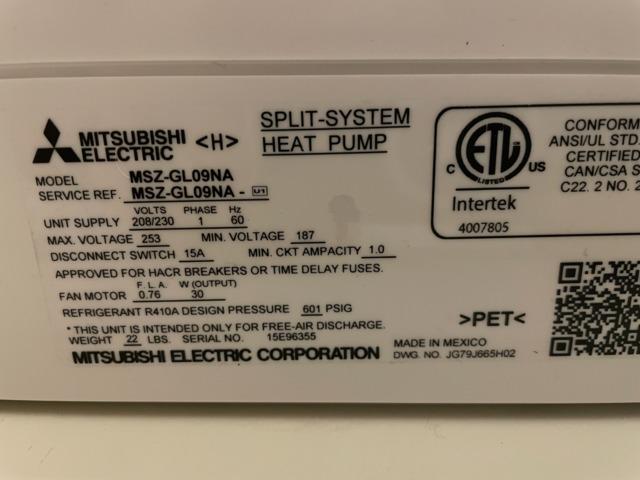 MITSUBISHI ELECTRIC <H> SPLIT-SYSTEM HEAT PUMP
MODEL MSZ-GL09NA
SERVICE REF. MSZ-GL09NA - U1
VOLTS PHASE Hz
UNIT SUPPLY 208/230 1 60
MAX. VOLTAGE 253 MIN. VOLTAGE 187
DISCONNECT SWITCH 15A MIN. CKT AMPACITY 1.0
APPROVED FOR HACR BREAKERS OR TIME DELAY FUSES.
F.L.A. W (OUTPUT)
FAN MOTOR 0.76 30
REFRIGERANT R410A DESIGN PRESSURE 601 PSIG
*THIS UNIT IS INTENDED ONLY FOR FREE-AIR DISCHARGE.
WEIGHT 22 LBS. SERIAL NO. 15E96355
MITSUBISHI ELECTRIC CORPORATION
C ETL US
LISTED
Intertek
4007805
CONFORM
ANSI/UL STD.
CERTIFIED
CAN/CSA S
C22. 2 NO. 2
>PET<
MADE IN MEXICO
DWG. NO. JG79J665H02